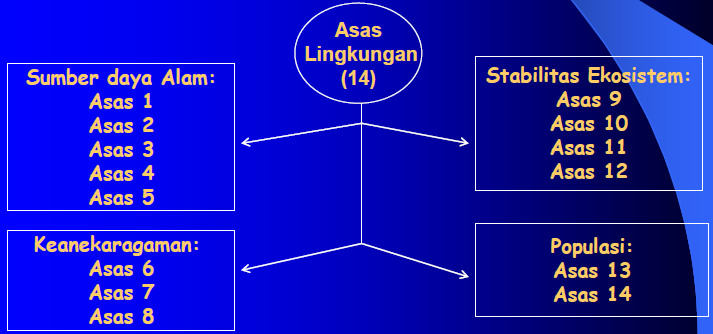 Asas
Lingkungan
(14)
Sumber daya Alam:
Asas 1
Asas 2
Asas 3
Asas 4
Asas 5
Stabilitas Ekosistem:
Asas 9
Asas 10
Asas 11
Asas 12
Keanekaragaman:
Asas 6
Asas 7
Asas 8
Populasi:
Asas 13
Asas 14